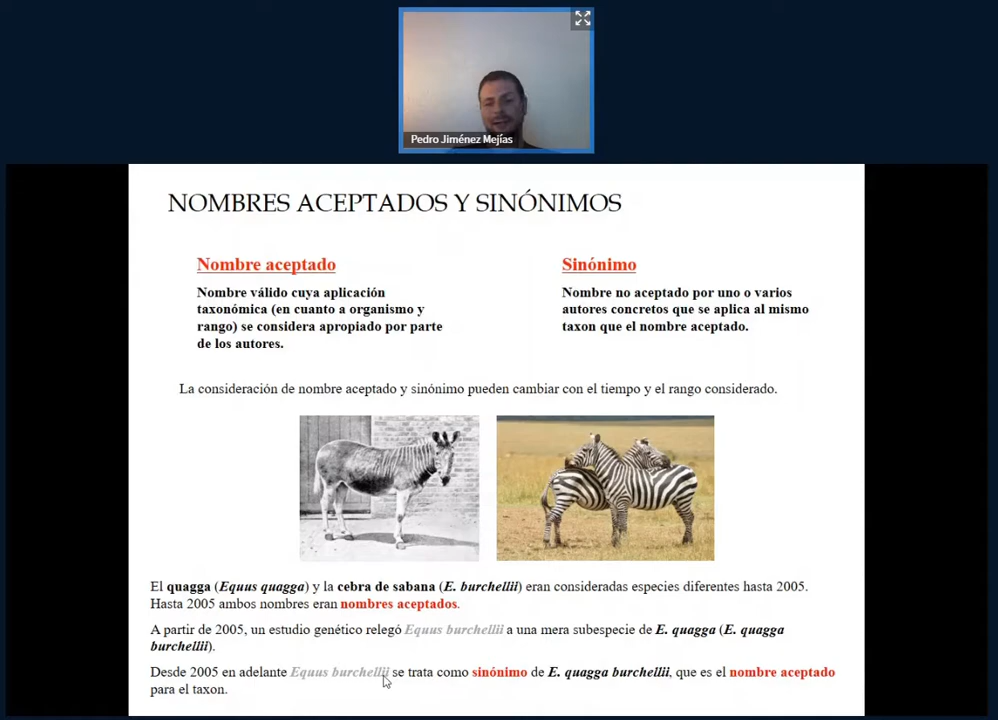 Pedro Jiménez Mejías
NOMBRES ACEPTADOS Y SINÓNIMOS
Nombre aceptado
Nombre válido cuya aplicación
taxonómica (en cuanto a organismo y
rango) se considera apropiado por parte
de los autores.
Sinónimo
Nombre no aceptado por uno o varios
autores concretos que se aplica al mismo
taxon que el nombre aceptado.
La consideración de nombre aceptado y sinónimo pueden cambiar con el tiempo y el rango considerado.
El quagga (Equus quagga) y la cebra de sabana (E. burchellii) eran consideradas especies diferentes hasta 2005.
Hasta 2005 ambos nombres eran nombres aceptados.
A partir de 2005, un estudio genético relegó Equus burchellii a una mera subespecie de E. quagga (E. quagga
burchellii).
Desde 2005 en adelante Equus burchellii se trata como sinónimo de E. quagga burchellii, que es el nombre aceptado
para el taxon.